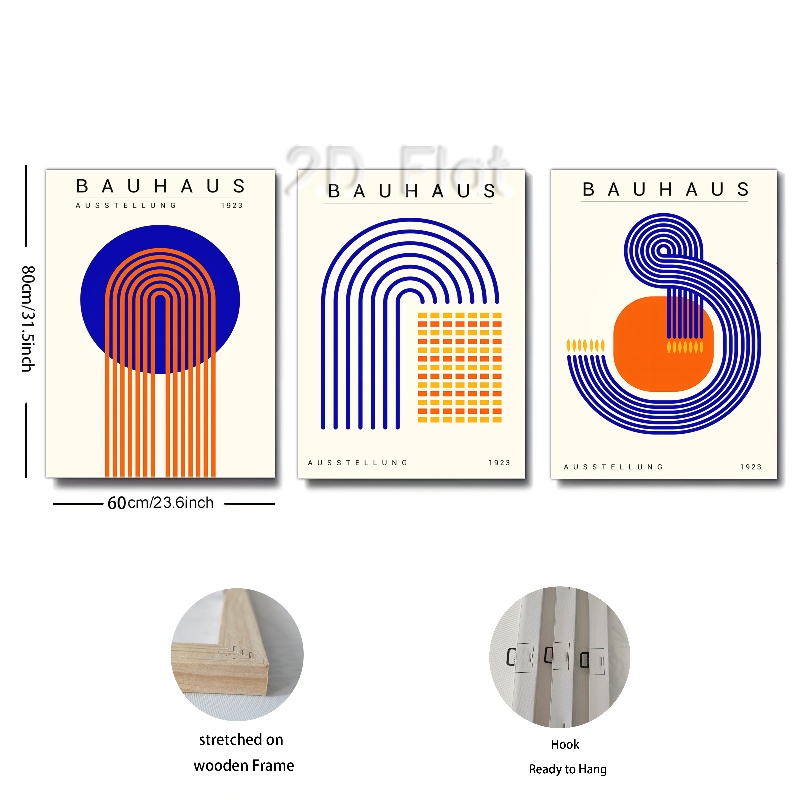 2D Flat
BAUHAUS
AUSSTELLUNG 1923
BAUHAUS
AUSSTELLUNG 1923
BAUHAUS
AUSSTELLUNG 1923
80cm/31.5inch
60cm/23.6inch
stretched on
wooden Frame
Hook
Ready to Hang